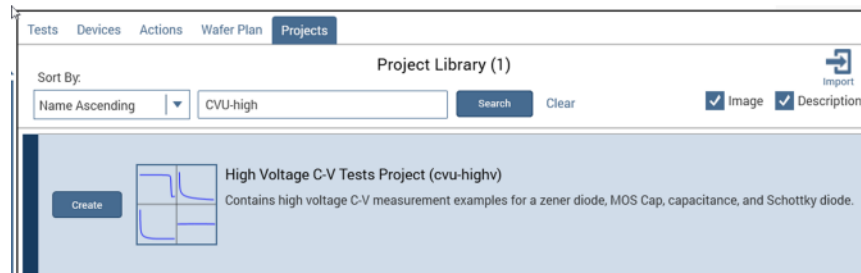 Tests Devices Actions Wafer Plan Projects
Project Library (1)
Import
Sort By:
Name Ascending CVU-high Search Clear Image Description
High Voltage C-V Tests Project (cvu-highv)
Create
Contains high voltage C-V measurement examples for a zener diode, MOS Cap, capacitance, and Schottky diode.